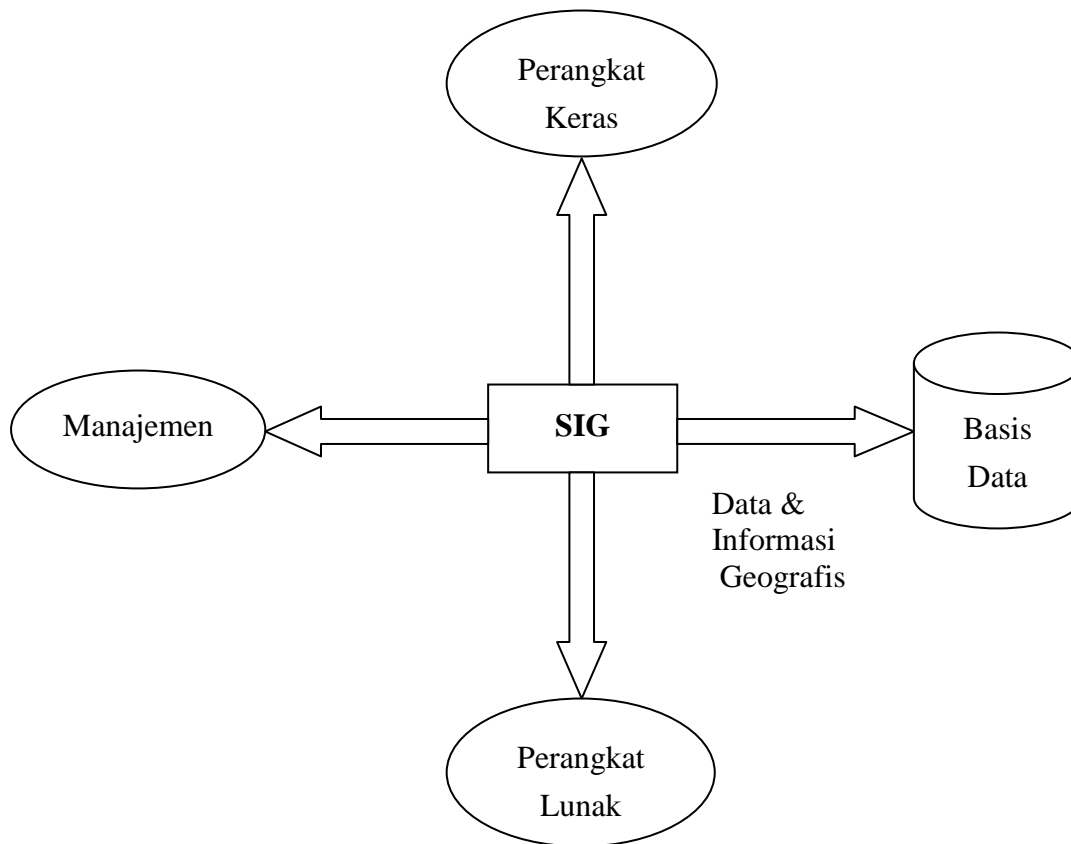 Perangkat
Keras
Manajemen
SIG
Basis
Data
Data &
Informasi
Geografis
Perangkat
Lunak